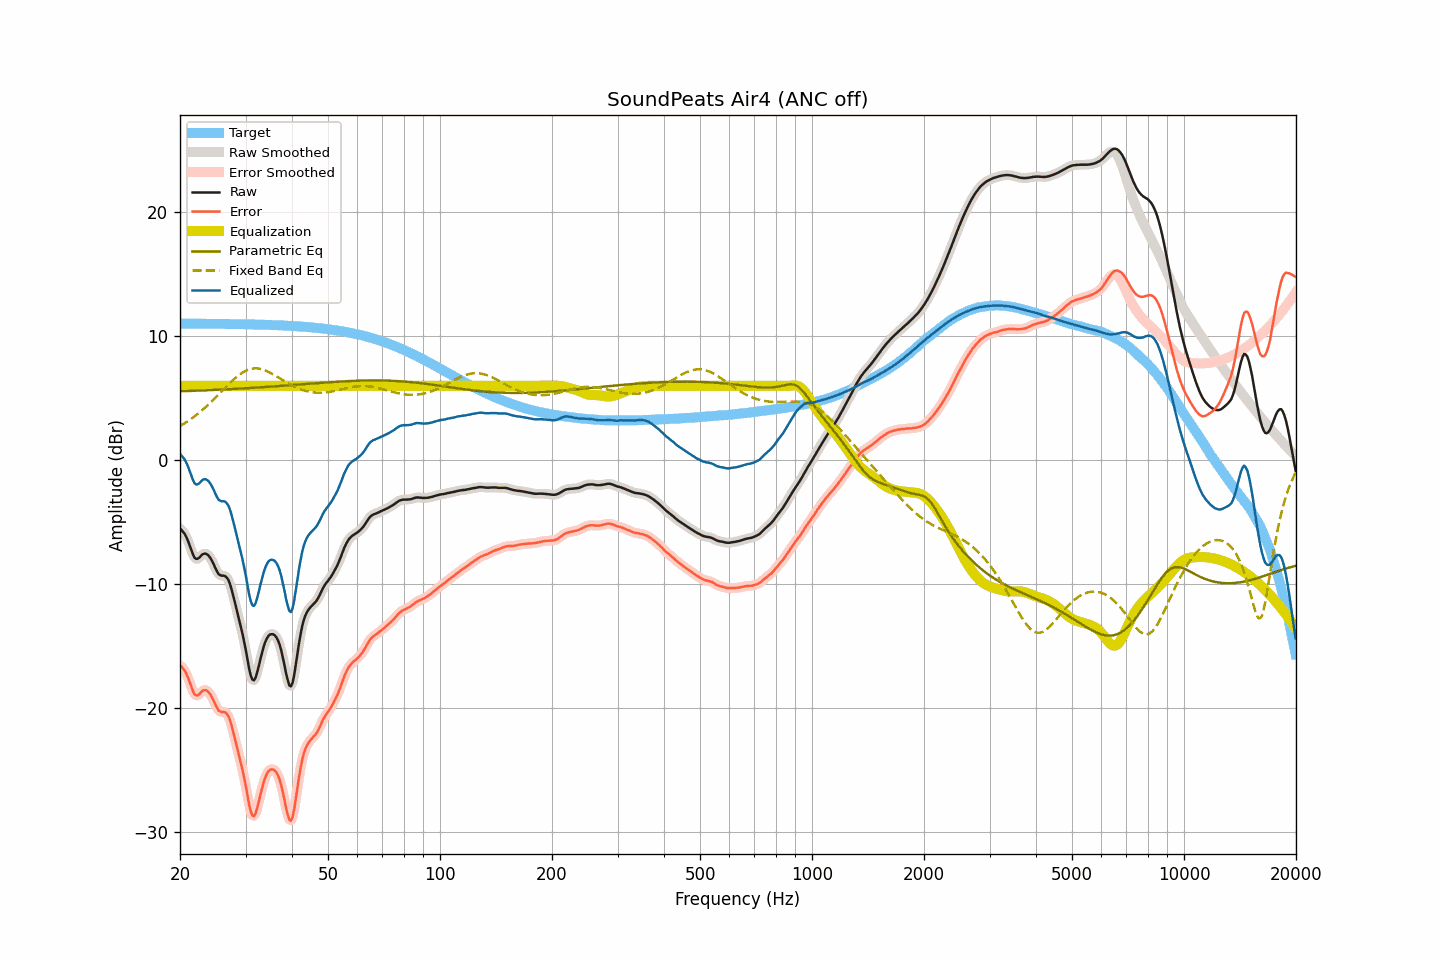 SoundPeats Air4 (ANC off)
Target
Raw Smoothed
Error Smoothed
Raw
Error
Equalization
Parametric Eq
Fixed Band Eq
Equalized
Amplitude (dBr)
20
10
0
−10
−20
−30
20 50 100 200 500 1000 2000 5000 10000 20000
Frequency (Hz)